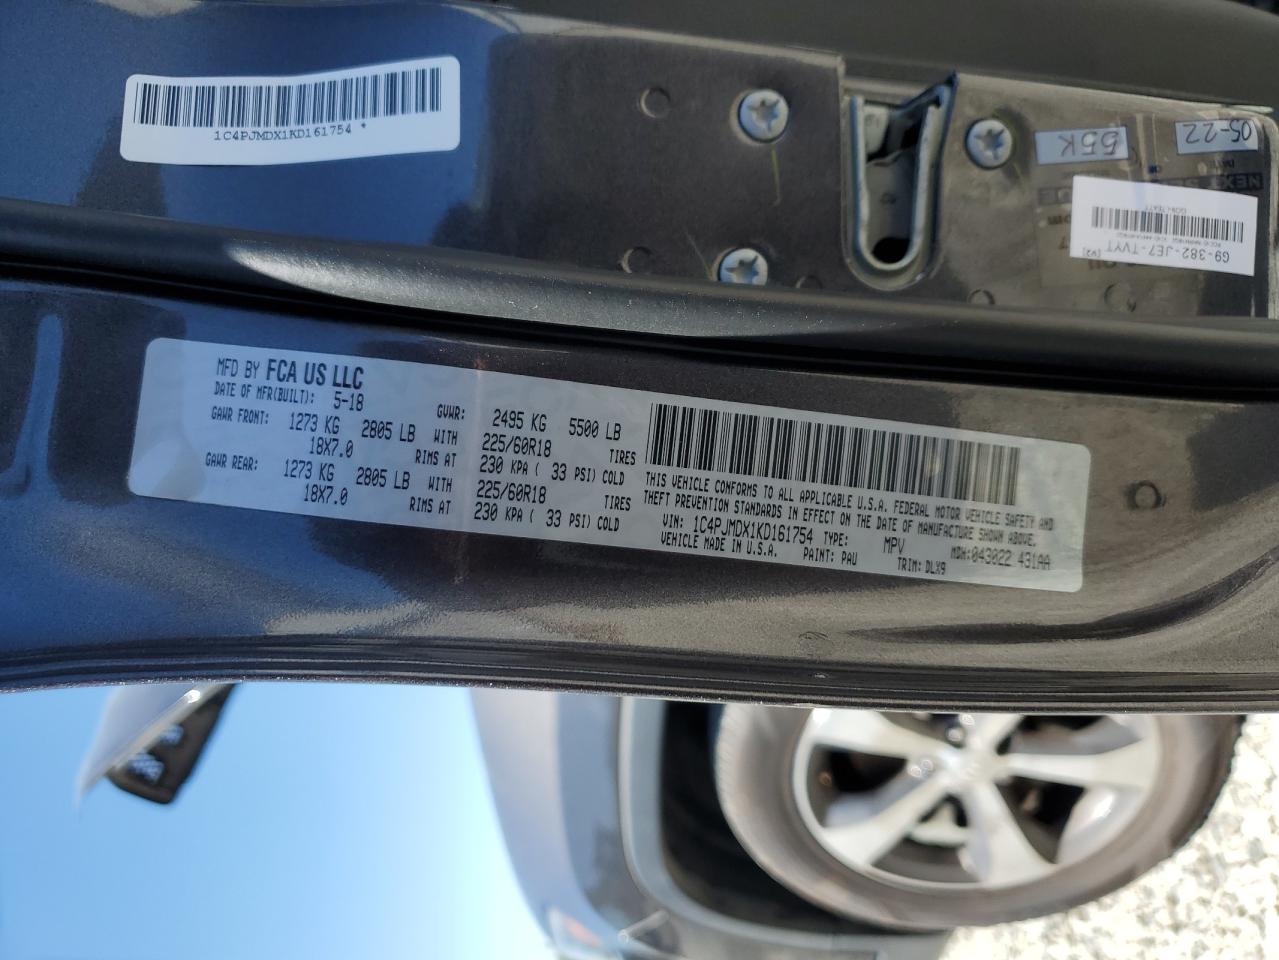 1C4PJMDX1KD161754 *
55K
05-22
G9-382-JE7-TVYT
[v2]
MFD BY FCA US LLC
DATE OF MFR(BUILT): 5-18 GVWR: 2495 KG 5500 LB
GAWR FRONT: 1273 KG 2805 LB WITH 225/60R18 TIRES
18X7.0 RIMS AT 230 KPA ( 33 PSI) COLD
GAWR REAR: 1273 KG 2805 LB WITH 225/60R18 TIRES
18X7.0 RIMS AT 230 KPA ( 33 PSI) COLD
THIS VEHICLE CONFORMS TO ALL APPLICABLE U.S.A. FEDERAL MOTOR VEHICLE SAFETY AND
THEFT PREVENTION STANDARDS IN EFFECT ON THE DATE OF MANUFACTURE SHOWN ABOVE.
VIN: 1C4PJMDX1KD161754 TYPE: MPV MDH:043022 431AA
VEHICLE MADE IN U.S.A. PAINT: PAU TRIM: DLX9